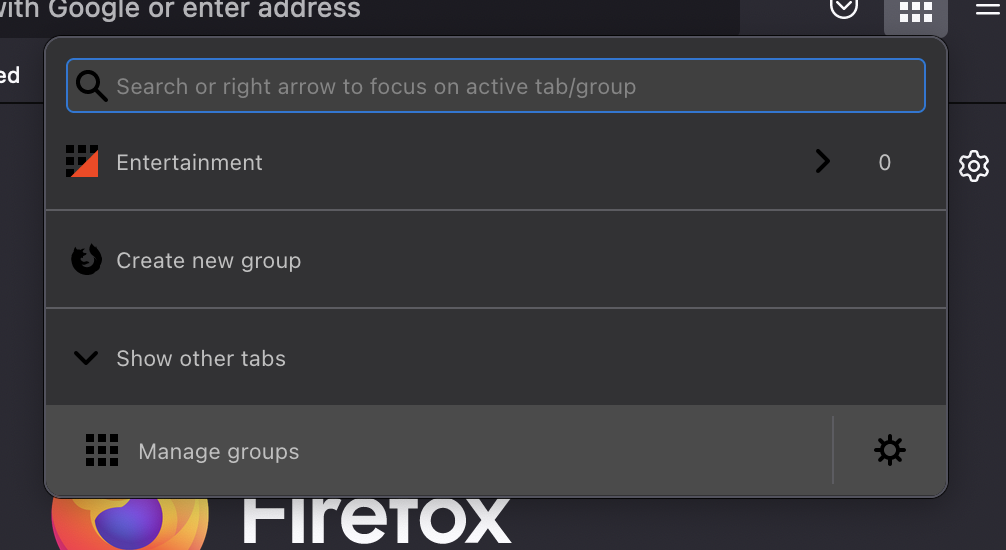 with Google or enter address
ed
Search or right arrow to focus on active tab/group
Entertainment
0
Create new group
Show other tabs
Manage groups
Firefox